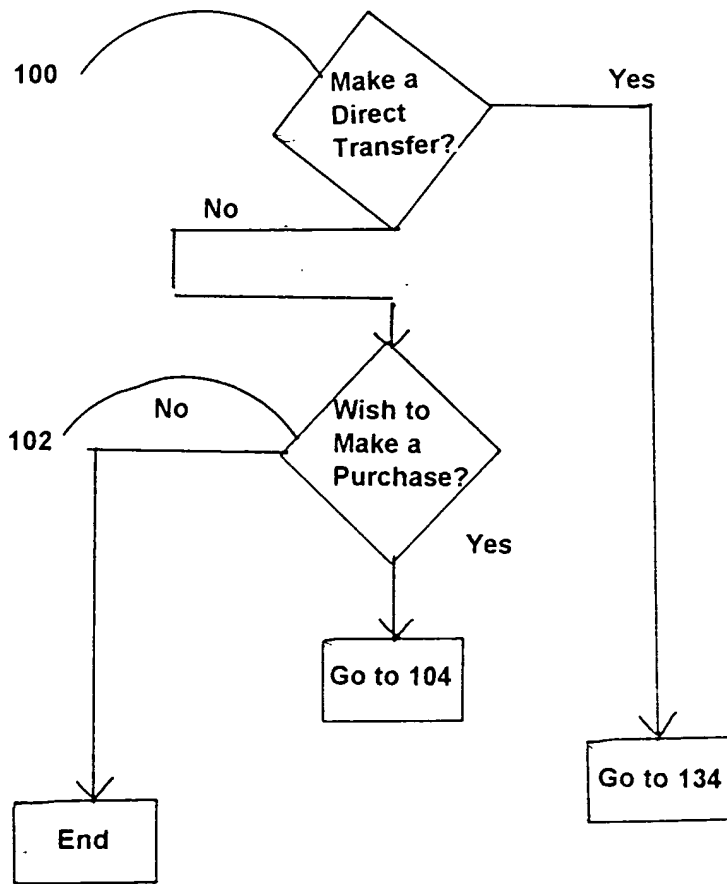 100
Make a
Direct
Transfer?
Yes
No
102
No
Wish to
Make a
Purchase?
Yes
Go to 104
Go to 134
End